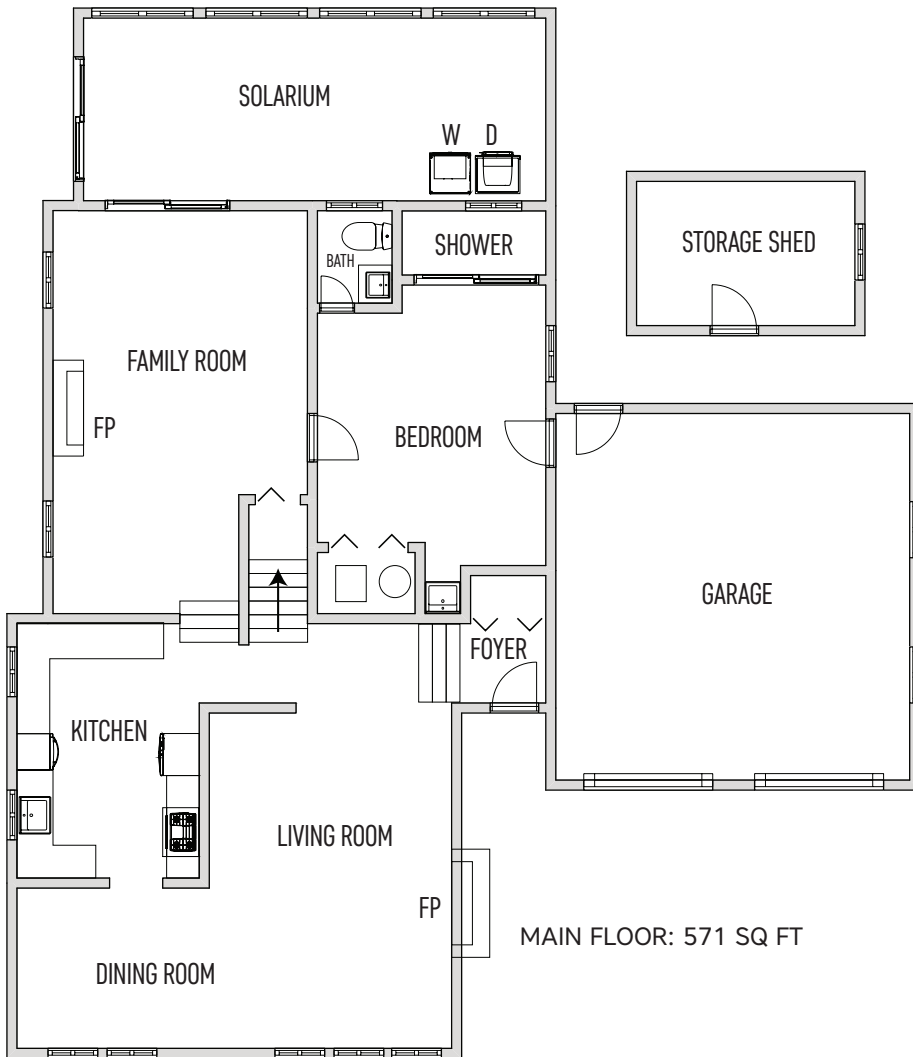 SOLARIUM
W D
STORAGE SHED
SHOWER
BATH
FAMILY ROOM
FP
BEDROOM
GARAGE
FOYER
KITCHEN
LIVING ROOM
FP
MAIN FLOOR: 571 SQ FT
DINING ROOM